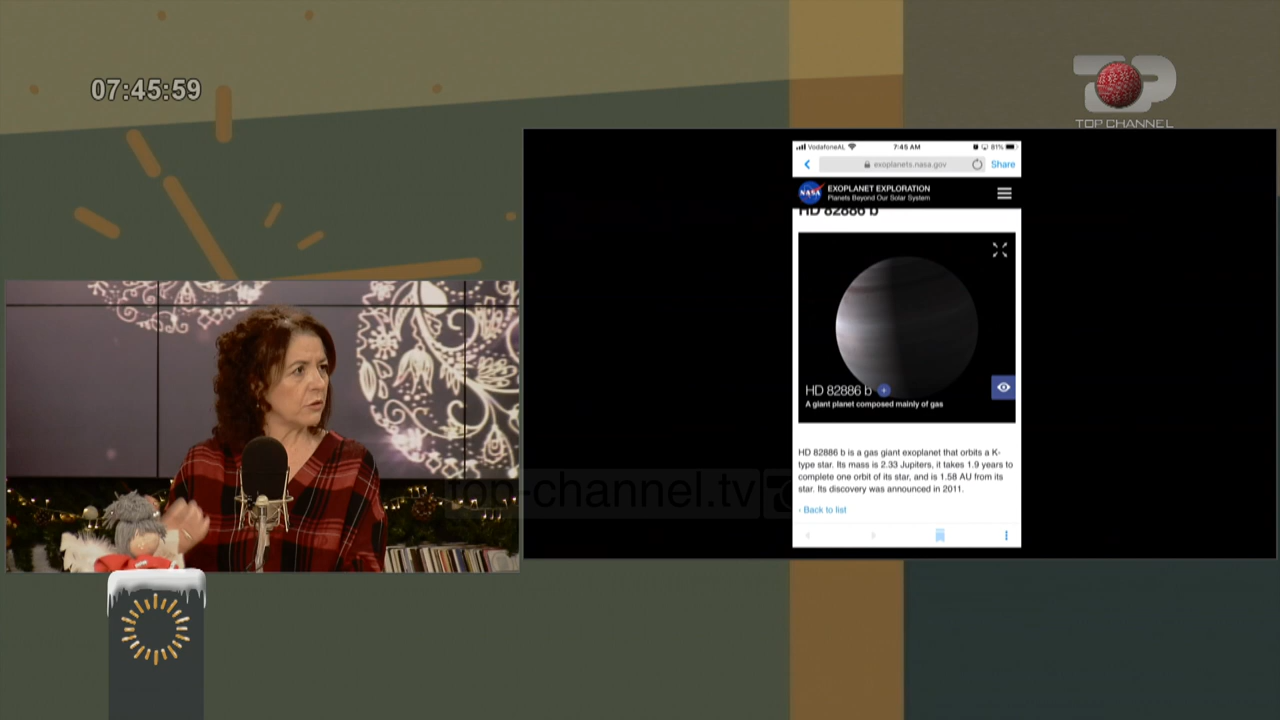 07:45:59
TOP CHANNEL
VodafoneAL
7:45 AM
81%
exoplanets.nasa.gov
Share
NASA
EXOPLANET EXPLORATION
Planets Beyond Our Solar System
HD 82886 b
HD 82886 b
A giant planet composed mainly of gas
HD 82886 b is a gas giant exoplanet that orbits a K-
type star. Its mass is 2.33 Jupiters, it takes 1.9 years to
complete one orbit of its star, and is 1.58 AU from its
star. Its discovery was announced in 2011.
‹ Back to list
top-channel.tv